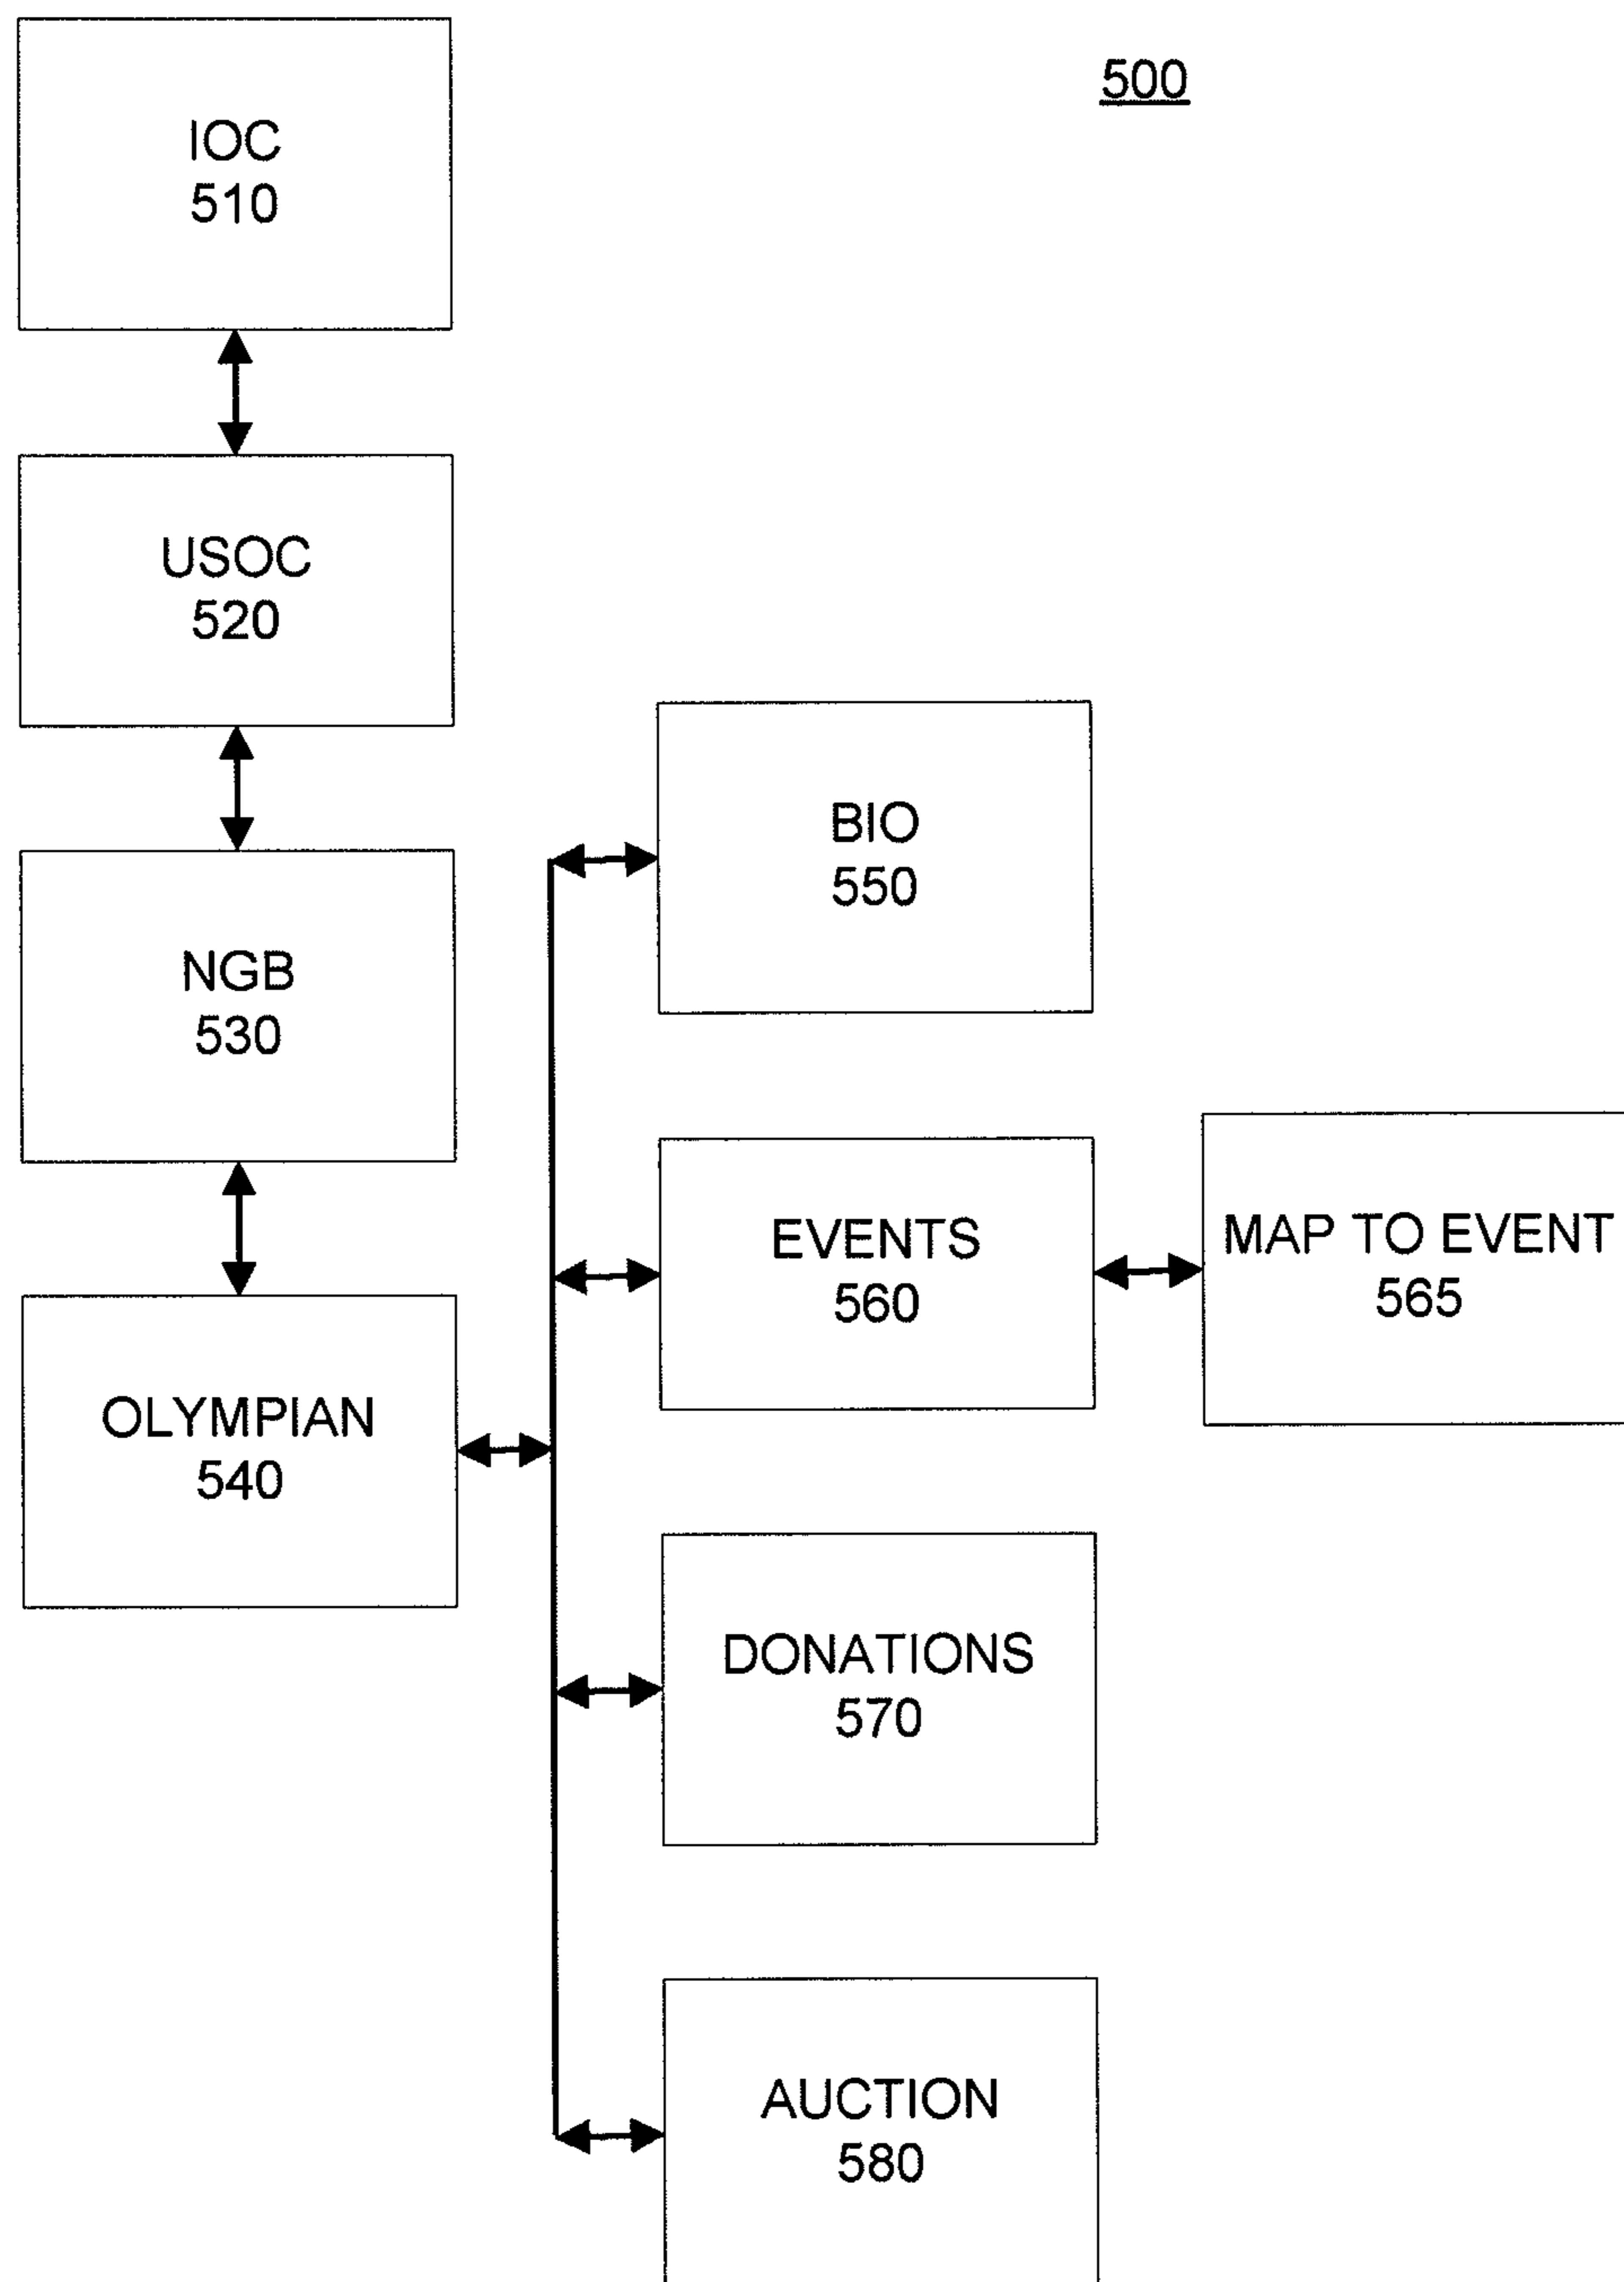 500
IOC
510
USOC
520
NGB
530
OLYMPIAN
540
BIO
550
EVENTS
560
MAP TO EVENT
565
DONATIONS
570
AUCTION
580